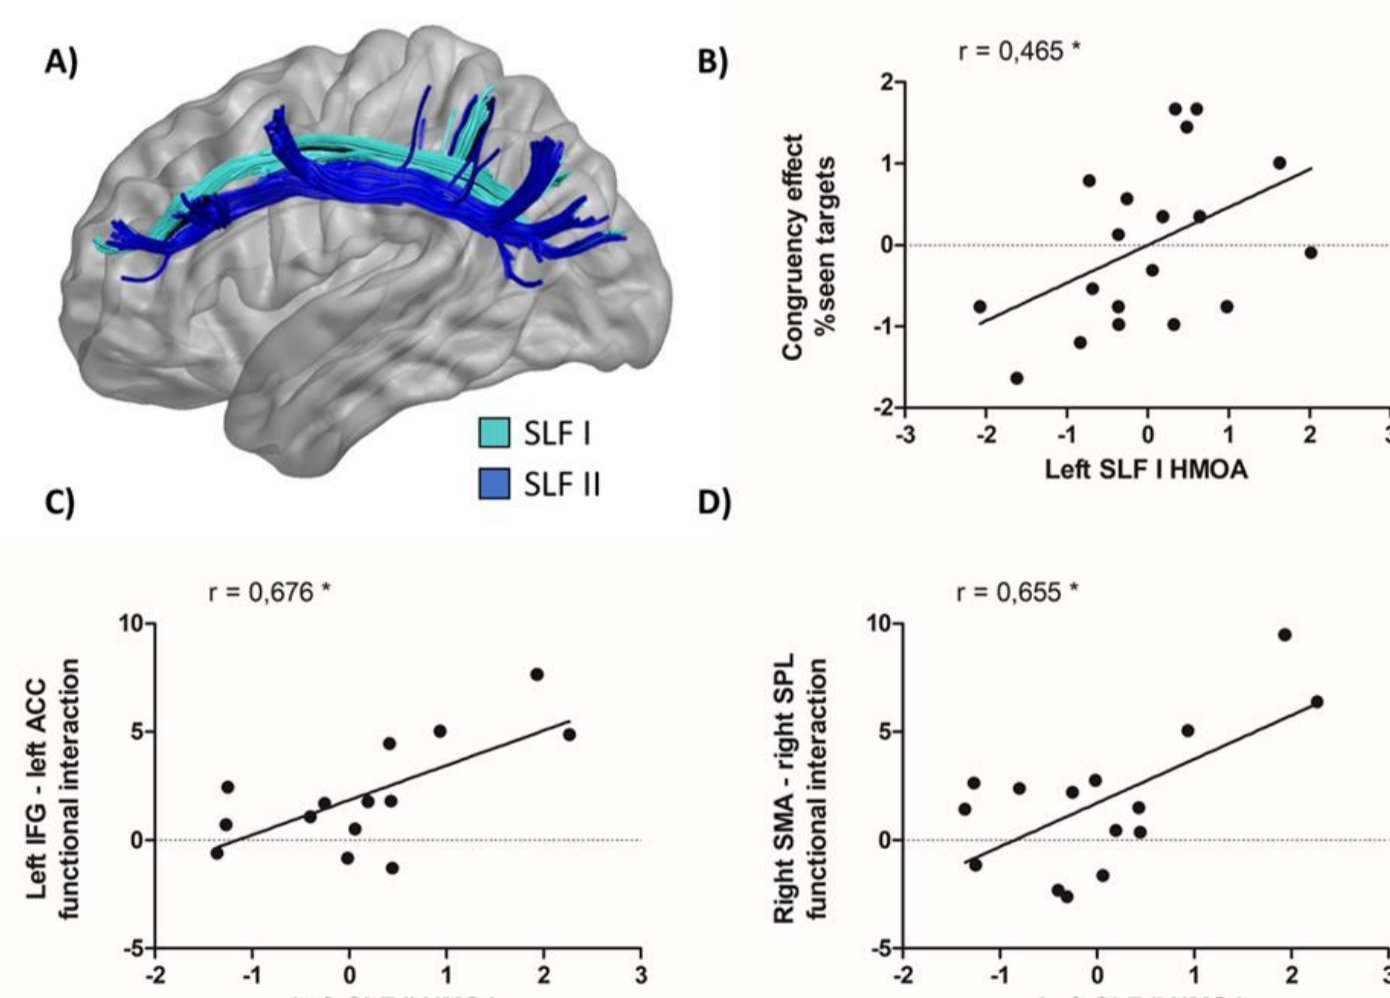 A)
SLF I
SLF II
B)
r = 0,465 *
Congruency effect
%seen targets
2
1
0
-1
-2
-3
-2
-1
0
1
2
Left SLF I HMOA
C)
r = 0,676 *
Left IFG - left ACC
functional interaction
10
5
0
-5
-2
-1
0
1
2
3
D)
r = 0,655 *
Right SMA - right SPL
functional interaction
10
5
0
-5
-2
-1
0
1
2